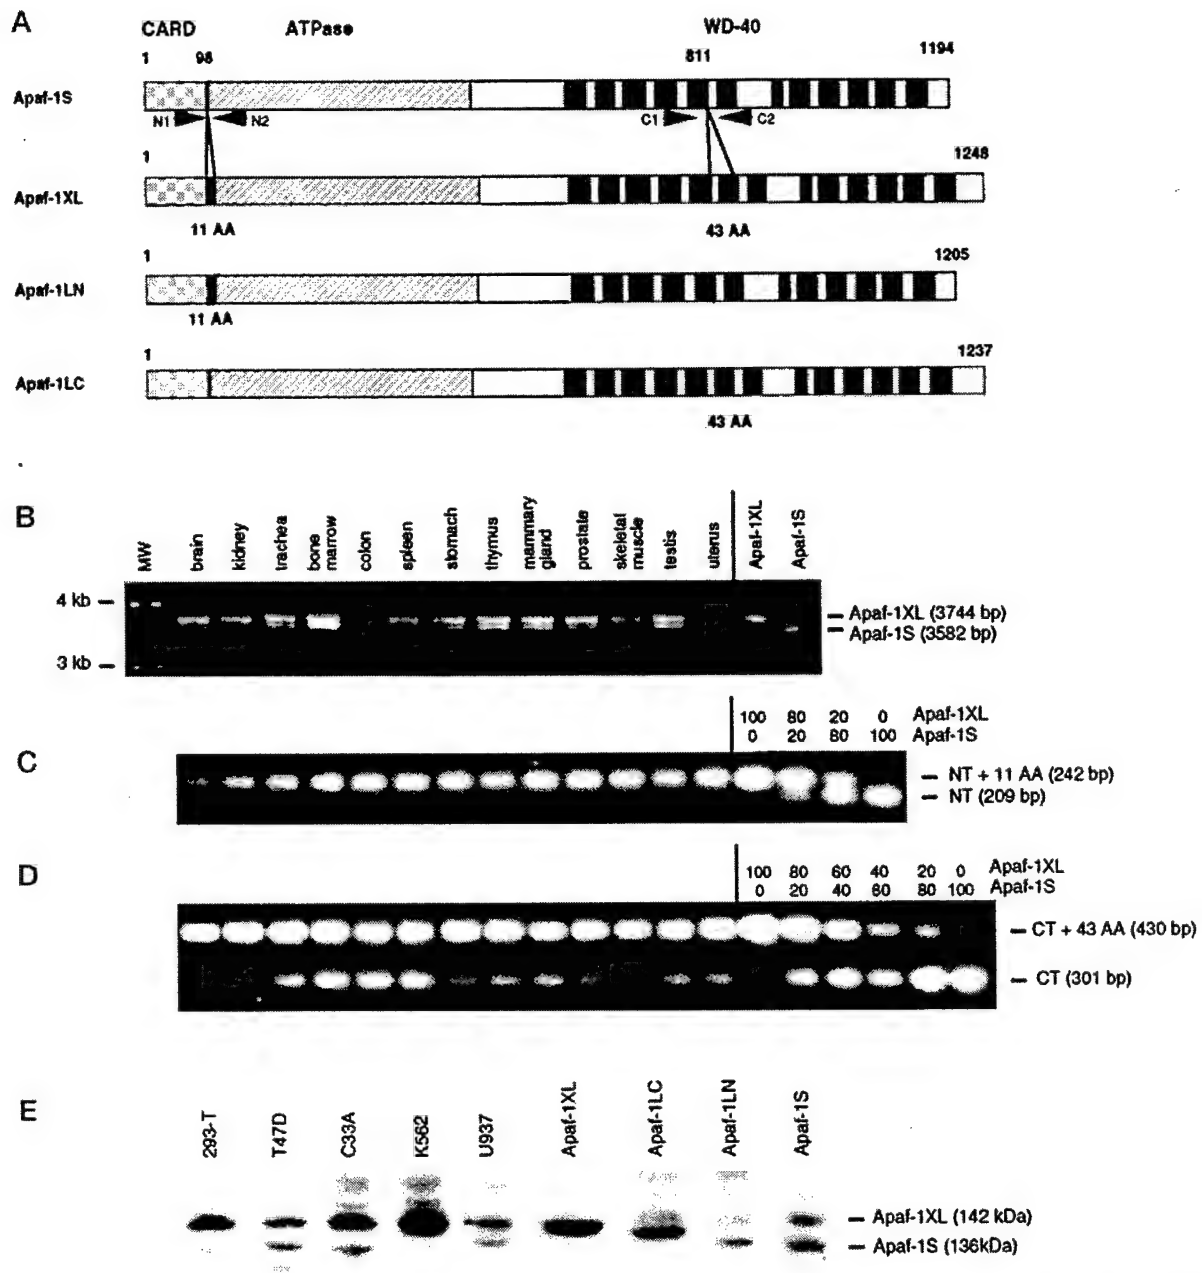 A
CARD ATPase WD-40
1 98 811 1194
Apaf-1S
N1 N2 C1 C2
1 1248
Apaf-1XL
11 AA 43 AA
1 1205
Apaf-1LN
11 AA
1 1237
Apaf-1LC
43 AA
B
MW
brain
kidney
trachea
bone marrow
colon
spleen
stomach
thymus
mammary gland
prostate
skeletal muscle
testis
uterus
Apaf-1XL
Apaf-1S
4 kb
3 kb
Apaf-1XL (3744 bp)
Apaf-1S (3582 bp)
C
100 80 20 0 Apaf-1XL
0 20 80 100 Apaf-1S
NT + 11 AA (242 bp)
NT (209 bp)
D
100 80 60 40 20 0 Apaf-1XL
0 20 40 60 80 100 Apaf-1S
CT + 43 AA (430 bp)
CT (301 bp)
E
293-T
T47D
C33A
K562
U937
Apaf-1XL
Apaf-1LC
Apaf-1LN
Apaf-1S
Apaf-1XL (142 kDa)
Apaf-1S (136kDa)